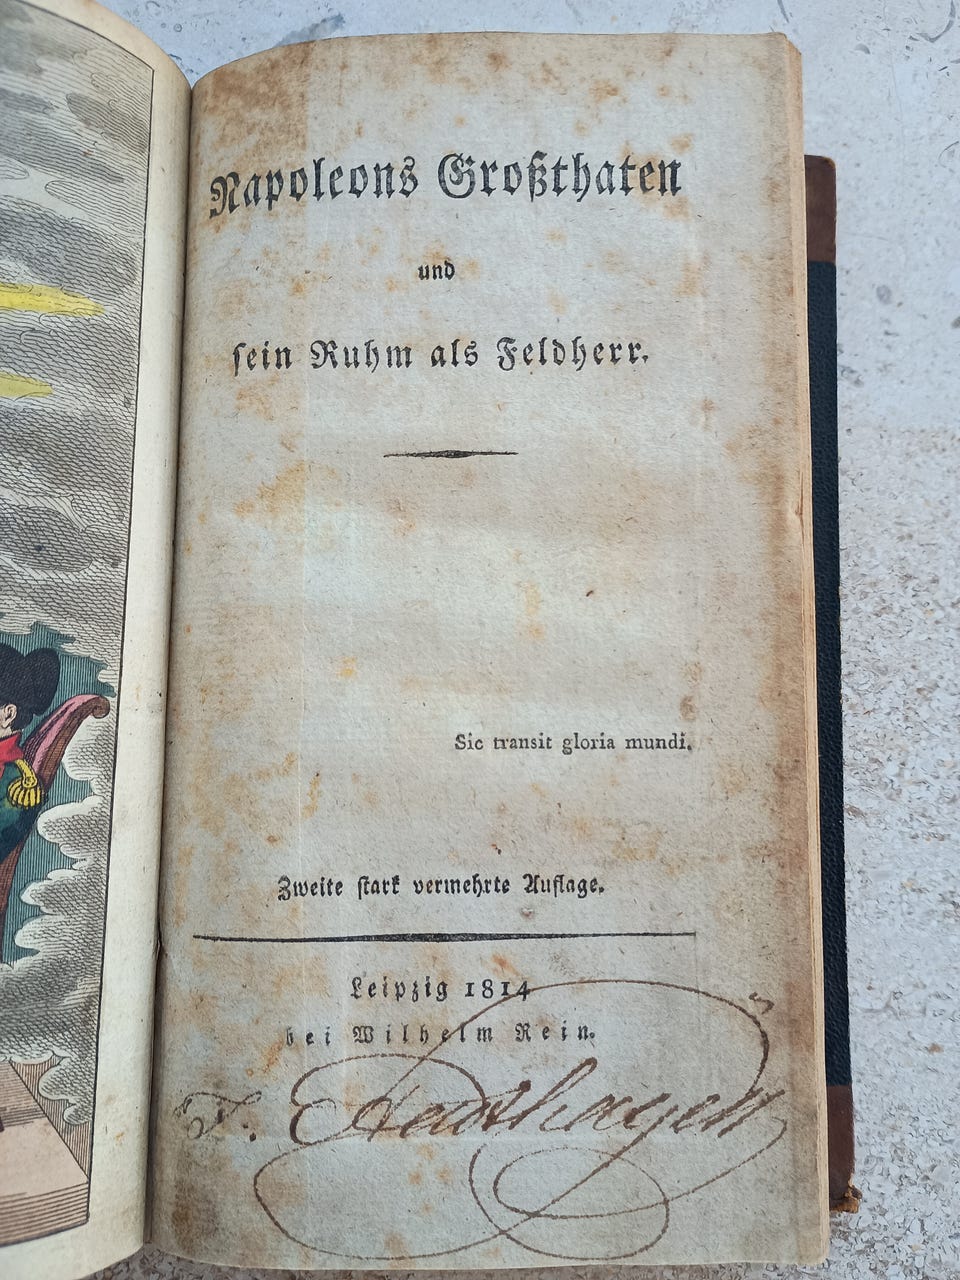 Napoleons Großthaten
und
sein Ruhm als Feldherr.
Sic transit gloria mundi.
Zweite stark vermehrte Auflage.
Leipzig 1814
bei Wilhelm Rein.